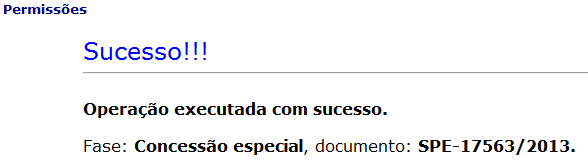 Permissões
Sucesso!!!
Operação executada com sucesso.
Fase: Concessão especial, documento: SPE-17563/2013.